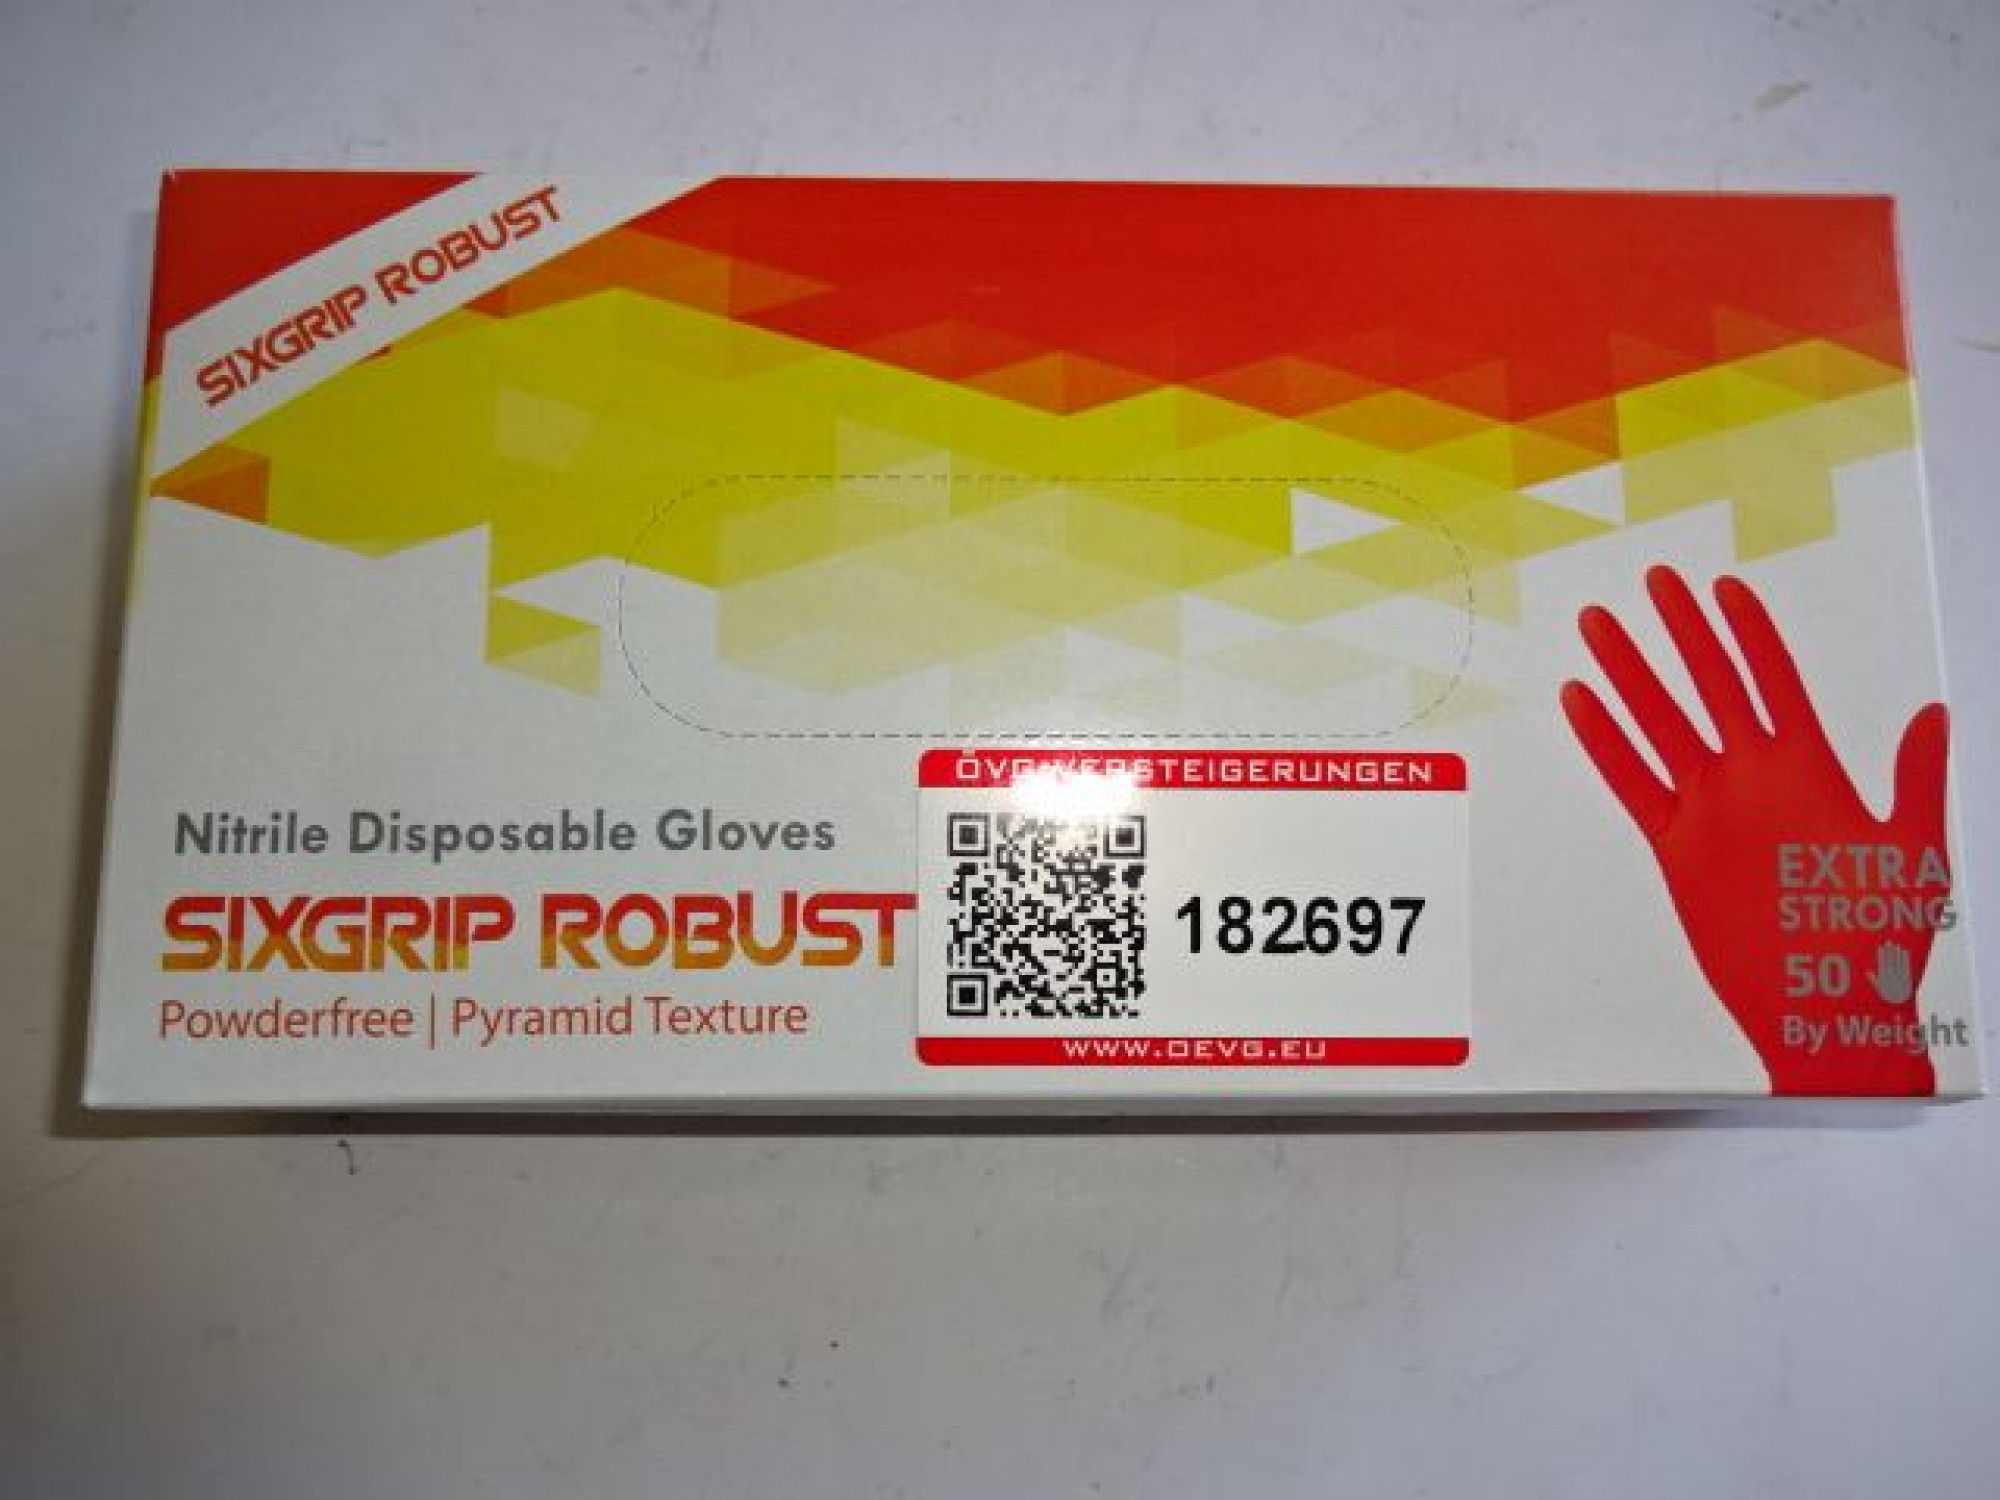 SIXGRIP ROBUST
Nitrile Disposable Gloves
SIXGRIP ROBUST
Powderfree | Pyramid Texture
ÖVG VERSTEIGERUNGEN
182697
WWW.OEVG.EU
EXTRA
STRONG
50
By Weight